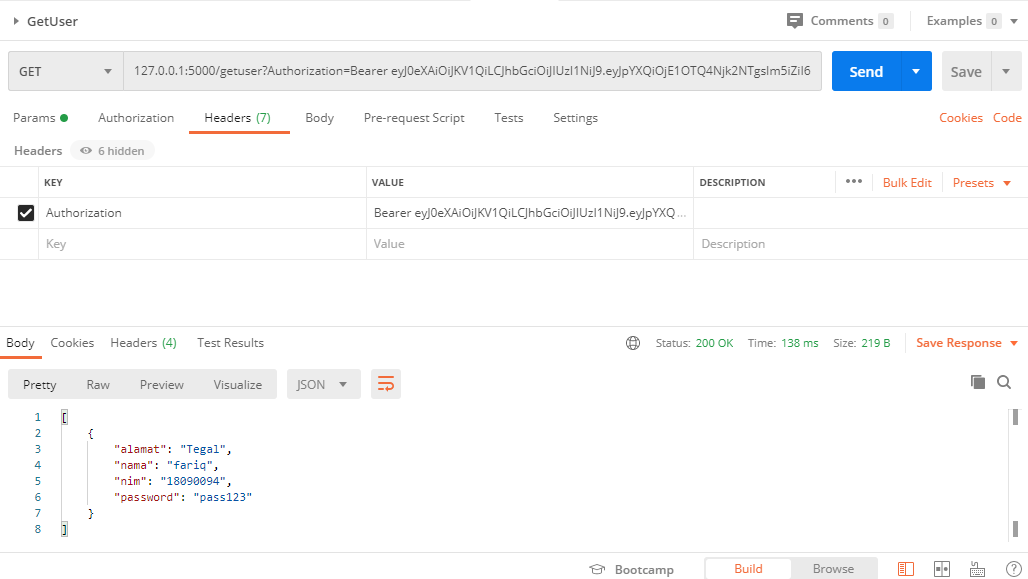 GetUser
Comments 0
Examples 0
GET
127.0.0.1:5000/getuser?Authorization=Bearer eyJ0eXAiOiJKV1QiLCJhbGciOiJIUzI1NiJ9.eyJpYXQiOjE1OTQ4Njk2NTgsIm5iZiI6
Send
Save
Params
Authorization
Headers (7)
Body
Pre-request Script
Tests
Settings
Cookies
Code
Headers
6 hidden
KEY
VALUE
DESCRIPTION
Bulk Edit
Presets
Authorization
Bearer eyJ0eXAiOiJKV1QiLCJhbGciOiJIUzI1NiJ9.eyJpYXQ ...
Key
Value
Description
Body
Cookies
Headers (4)
Test Results
Status: 200 OK
Time: 138 ms
Size: 219 B
Save Response
Pretty
Raw
Preview
Visualize
JSON
1 [
2 {
3 "alamat": "Tegal",
4 "nama": "fariq",
5 "nim": "18090094",
6 "password": "pass123"
7 }
8 ]
Bootcamp
Build
Browse
?